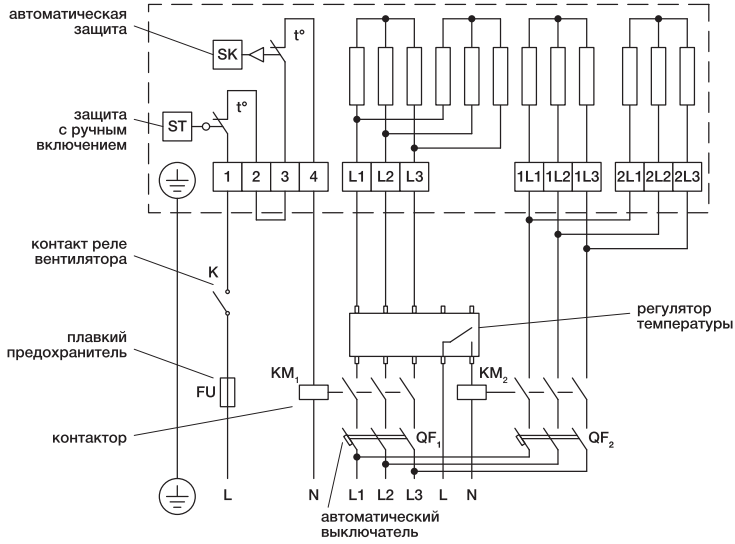 автоматическая
защита
SK
t°
защита
с ручным
включением
ST
t°
1 2 3 4
L1 L2 L3
1L1 1L2 1L3
2L1 2L2 2L3
контакт реле
вентилятора
K
регулятор
температуры
плавкий
предохранитель
FU
KM1
KM2
контактор
QF1
QF2
L N L1 L2 L3 L N
автоматический
выключатель